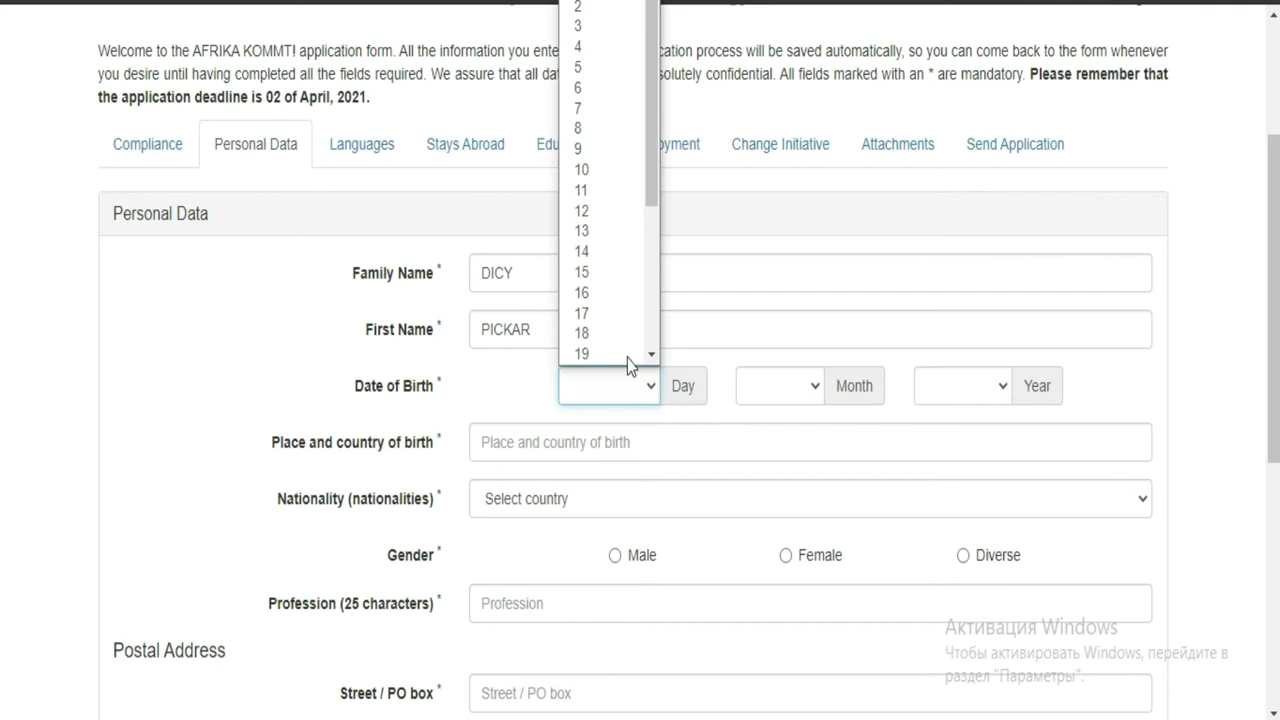 2
3
4
5
6
7
8
9
10
11
12
13
14
15
16
17
18
19
Welcome to the AFRIKA KOMMT! application form. All the information you ente cation process will be saved automatically, so you can come back to the form whenever
you desire until having completed all the fields required. We assure that all dat solutely confidential. All fields marked with an * are mandatory. Please remember that
the application deadline is 02 of April, 2021.
Compliance Personal Data Languages Stays Abroad Edu yment Change Initiative Attachments Send Application
Personal Data
Family Name * DICY
First Name * PICKAR
Date of Birth * Day Month Year
Place and country of birth * Place and country of birth
Nationality (nationalities) * Select country
Gender * Male Female Diverse
Profession (25 characters) * Profession
Postal Address
Street / PO box * Street / PO box
Активация Windows
Чтобы активировать Windows, перейдите в
раздел "Параметры".